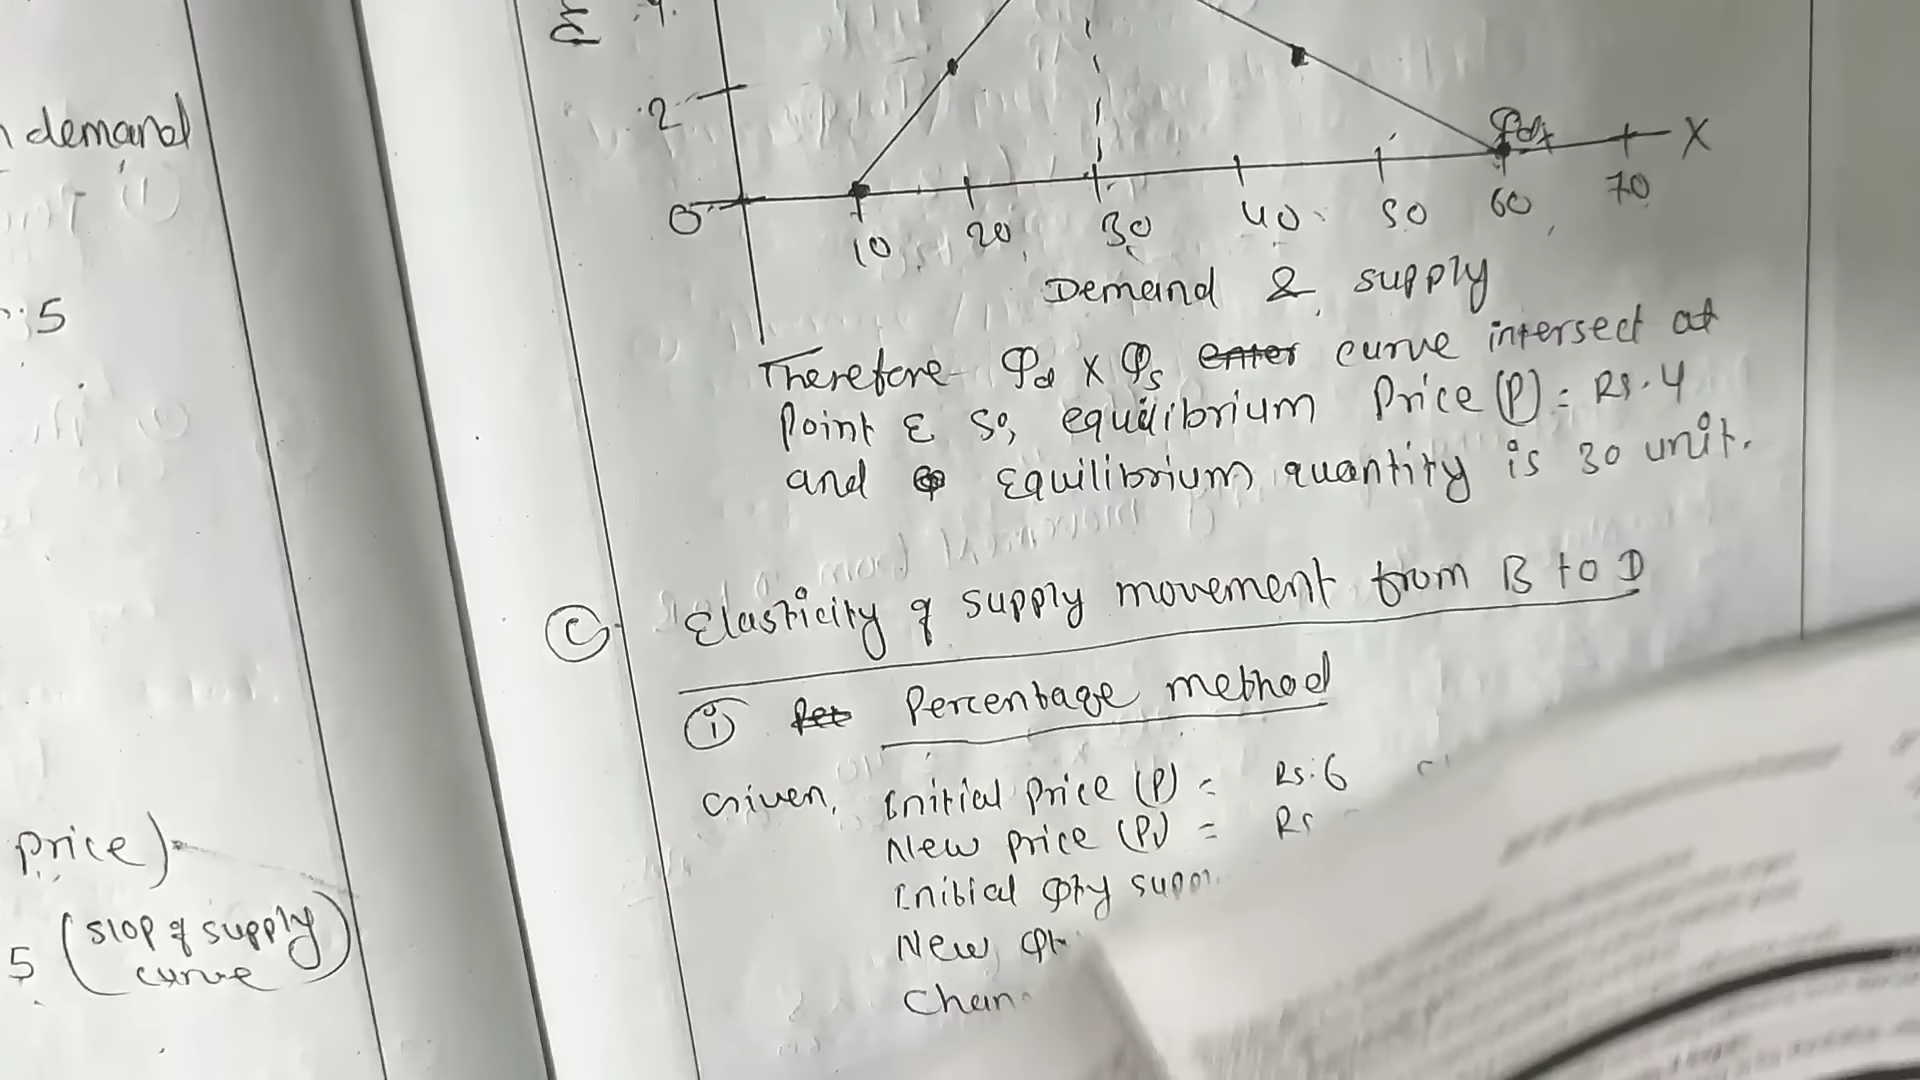 demand
5
price)
5 (slop of supply
curve)
2
0
10 20 30 40 50 60 70 X
Demand & supply
Therefore Qd x Qs enter curve intersect at
Point E So, equilibrium Price (P) = Rs. 4
and Equilibrium quantity is 30 unit.
C Elasticity of supply movement from B to D
i Percentage method
Given, Initial Price (P) = Rs. 6
New Price (P1) = Rs
Initial Qty supp
New Qt
Chan